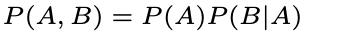 P(A, B) = P(A)P(B|A)